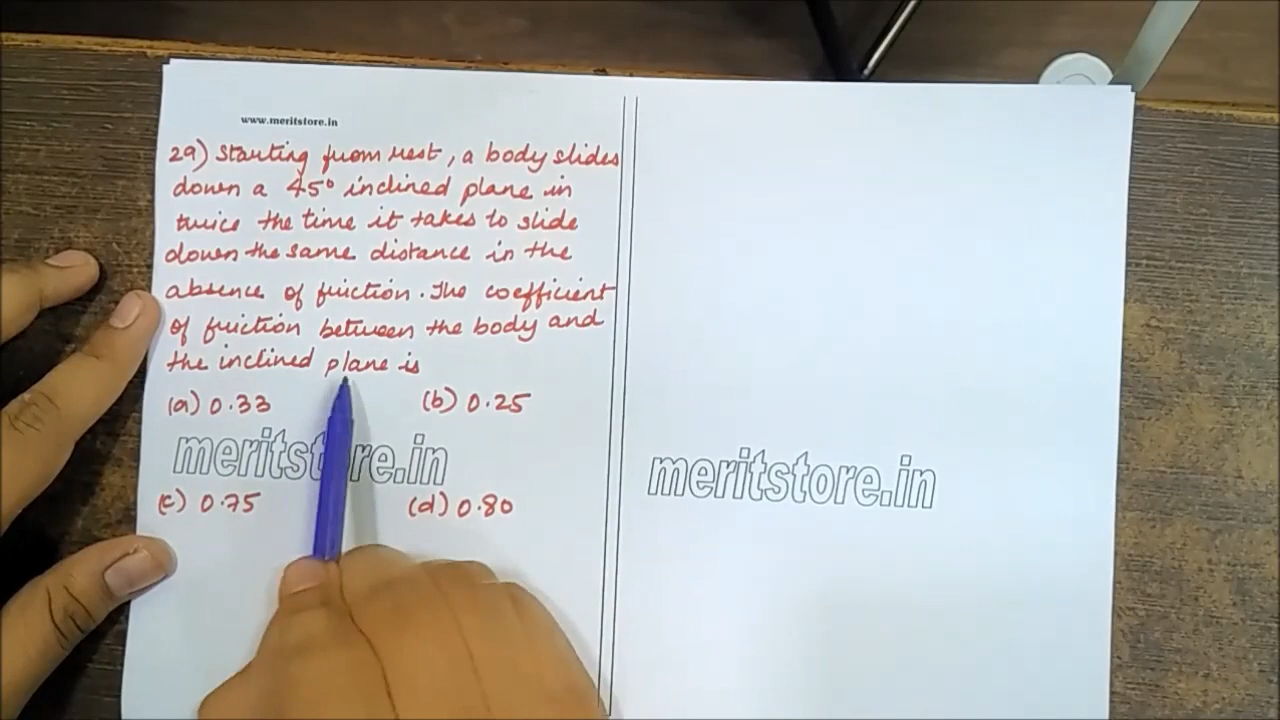 www.meritstore.in
29) Starting from rest, a body slides
down a 45° inclined plane in
twice the time it takes to slide
down the same distance in the
absence of friction. The coefficient
of friction between the body and
the inclined plane is
(a) 0.33 (b) 0.25
meritstore.in
meritstore.in
(c) 0.75 (d) 0.80